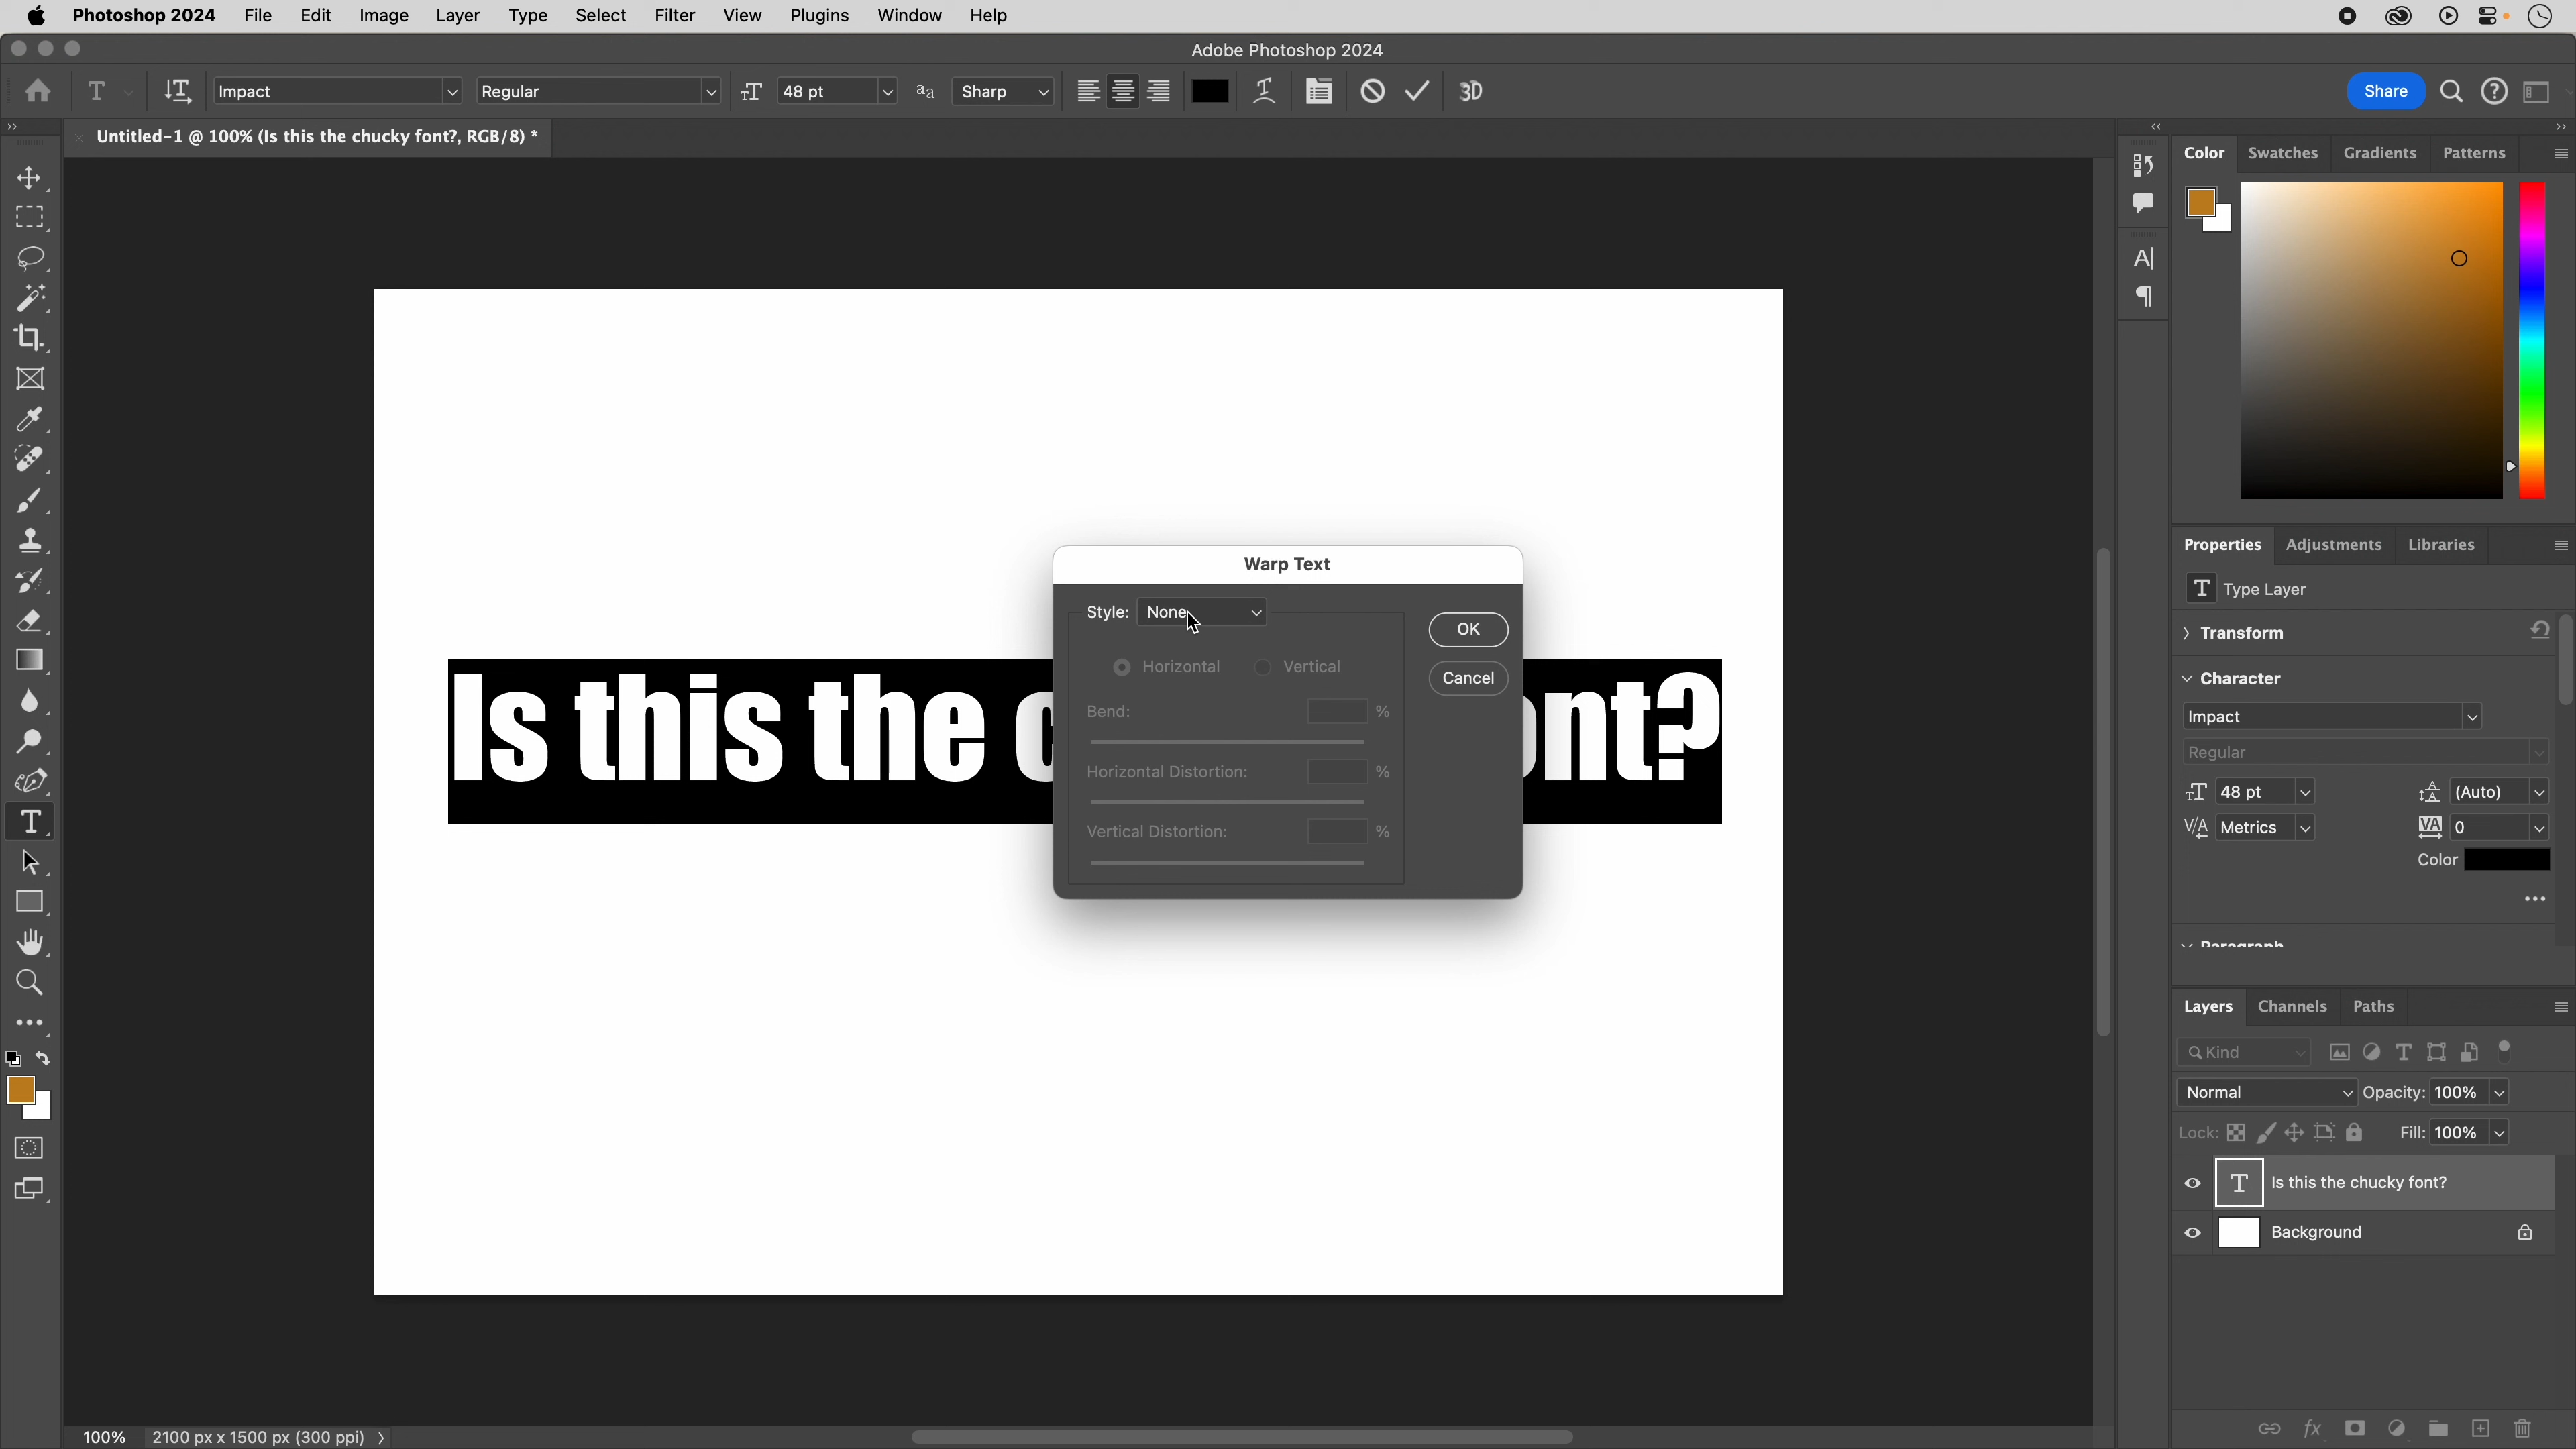 Photoshop 2024 File Edit Image Layer Type Select Filter View Plugins Window Help
Adobe Photoshop 2024
Impact Regular 48 pt Sharp 3D Share
Untitled-1 @ 100% (Is this the chucky font?, RGB/8) *
Color Swatches Gradients Patterns
Is this the c
ont?
Warp Text
Style: None
OK
Horizontal Vertical
Cancel
Bend: %
Horizontal Distortion: %
Vertical Distortion: %
Properties Adjustments Libraries
Type Layer
Transform
Character
Impact
Regular
48 pt (Auto)
Metrics 0
Color
Paragraph
Layers Channels Paths
Kind
Normal Opacity: 100%
Lock: Fill: 100%
Is this the chucky font?
Background
100% 2100 px x 1500 px (300 ppi)